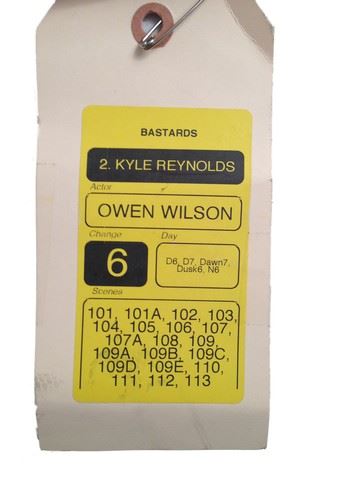 BASTARDS
2. KYLE REYNOLDS
Actor
OWEN WILSON
Change Day
6
D6, D7, Dawn7,
Dusk6, N6
Scenes
101, 101A, 102, 103,
104, 105, 106, 107,
107A, 108, 109,
109A, 109B, 109C,
109D, 109E, 110,
111, 112, 113